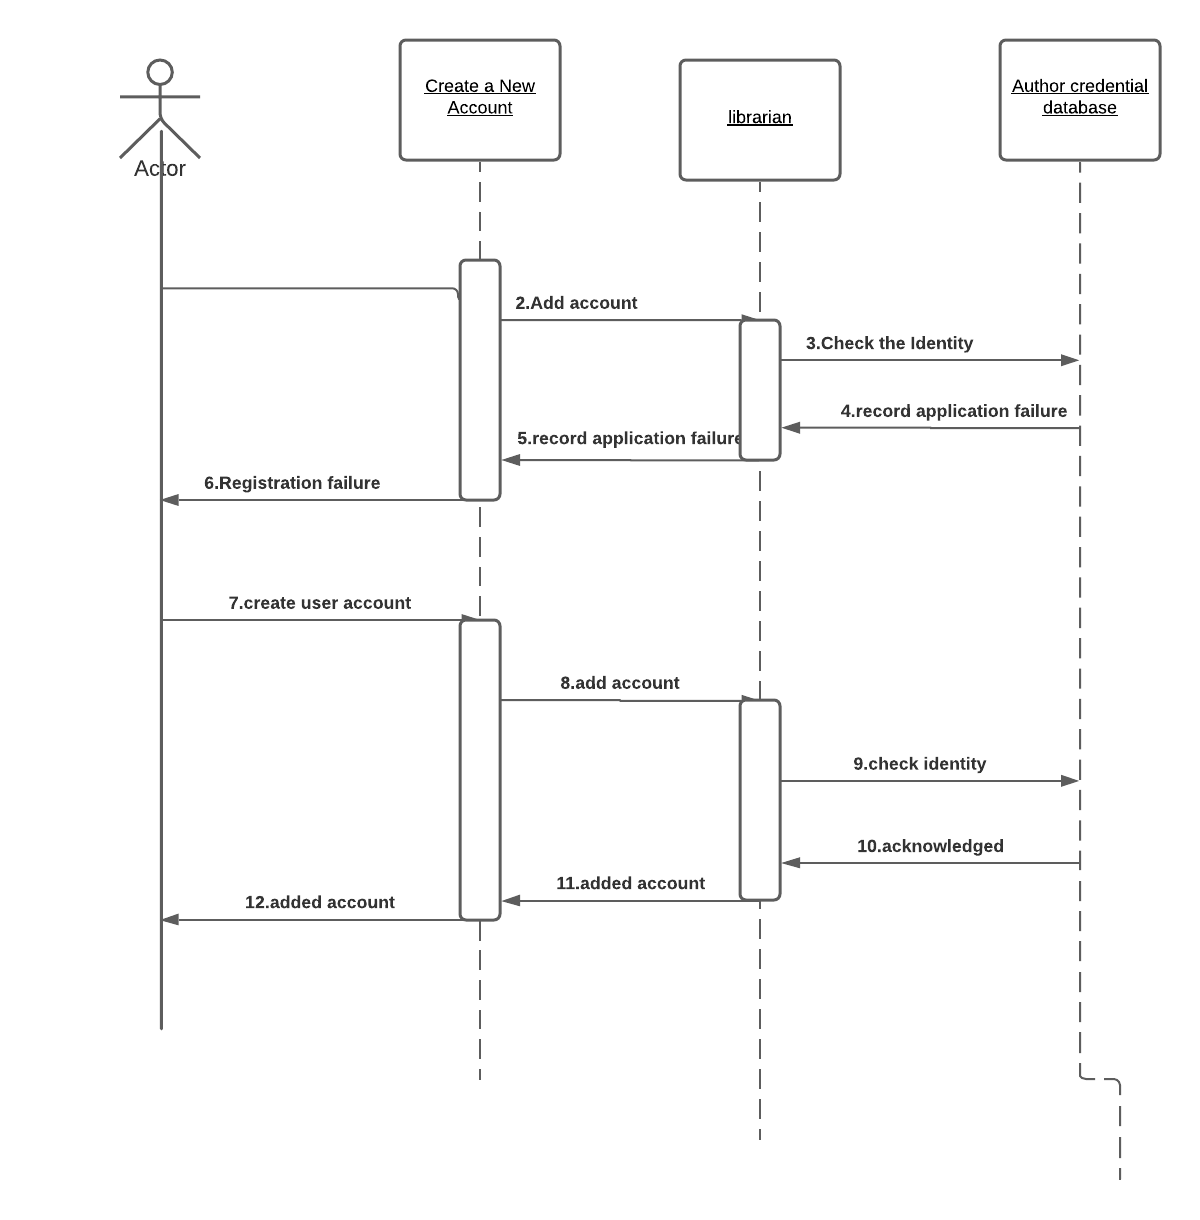 Create a New
Account
librarian
Author credential
database
Actor
2.Add account
3.Check the Identity
4.record application failure
5.record application failure
6.Registration failure
7.create user account
8.add account
9.check identity
10.acknowledged
11.added account
12.added account